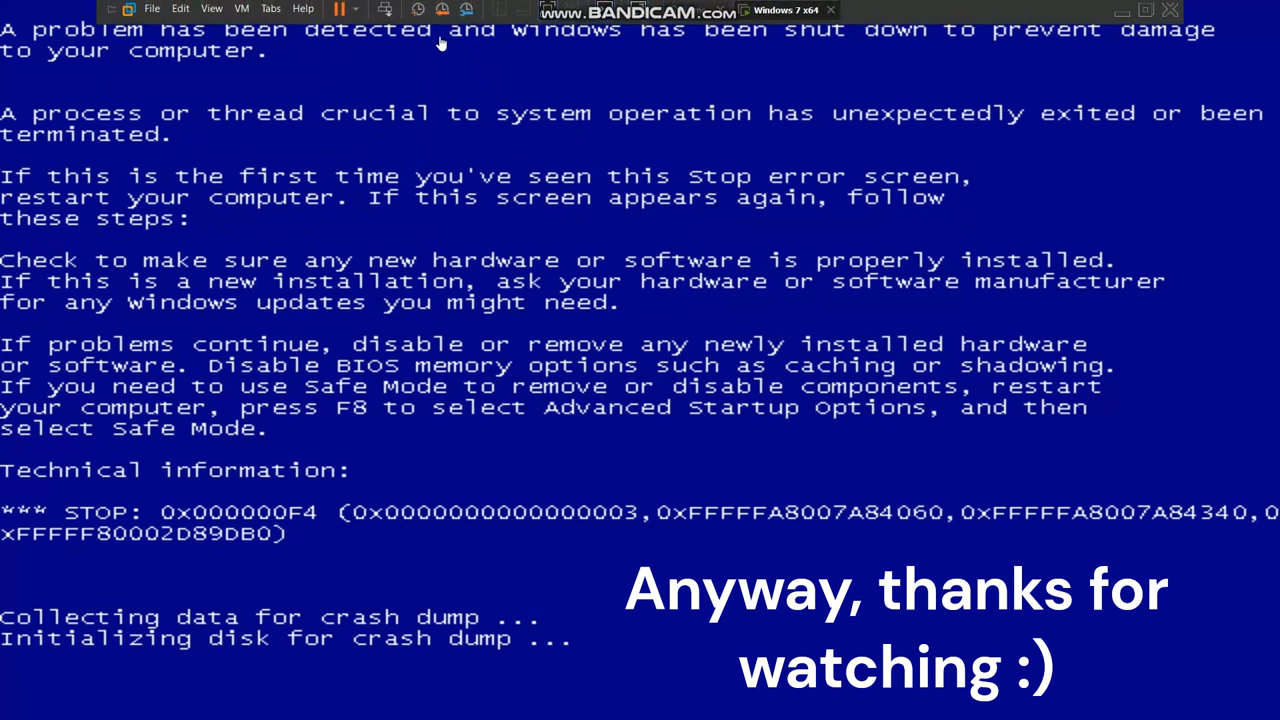 File Edit View VM Tabs Help
www.BANDICAM.com
Windows 7 x64
A problem has been detected and Windows has been shut down to prevent damage
to your computer.
A process or thread crucial to system operation has unexpectedly exited or been
terminated.
If this is the first time you've seen this Stop error screen,
restart your computer. If this screen appears again, follow
these steps:
Check to make sure any new hardware or software is properly installed.
If this is a new installation, ask your hardware or software manufacturer
for any Windows updates you might need.
If problems continue, disable or remove any newly installed hardware
or software. Disable BIOS memory options such as caching or shadowing.
If you need to use Safe Mode to remove or disable components, restart
your computer, press F8 to select Advanced Startup Options, and then
select Safe Mode.
Technical information:
*** STOP: 0x000000F4 (0x0000000000000003,0xFFFFFA8007A84060,0xFFFFFA8007A84340,0
xFFFFF80002D89DB0)
Collecting data for crash dump ...
Initializing disk for crash dump ...
Anyway, thanks for
watching :)